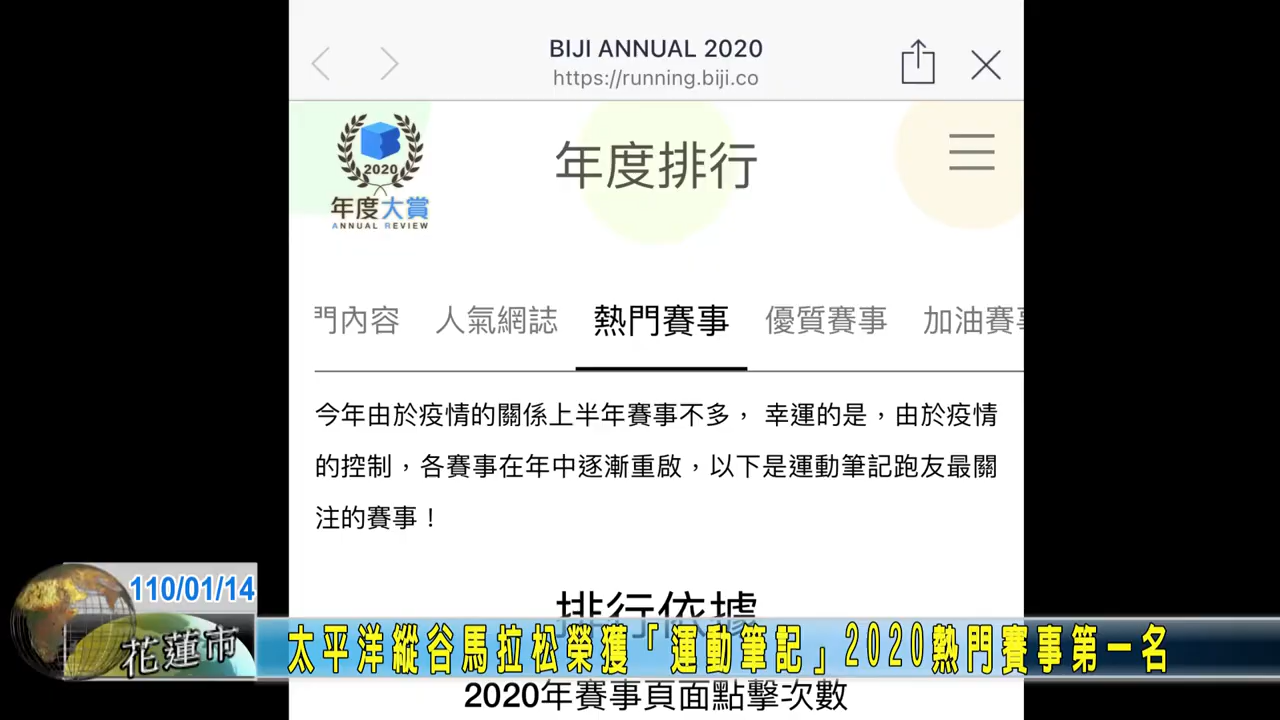 BIJI ANNUAL 2020
https://running.biji.co
2020
年度大賞
ANNUAL REVIEW
年度排行
門內容 人氣網誌 熱門賽事 優質賽事 加油賽事
今年由於疫情的關係上半年賽事不多， 幸運的是，由於疫情
的控制，各賽事在年中逐漸重啟，以下是運動筆記跑友最關
注的賽事！
排行依據
110/01/14
花蓮市
太平洋縱谷馬拉松榮獲「運動筆記」2020熱門賽事第一名
2020年賽事頁面點擊次數